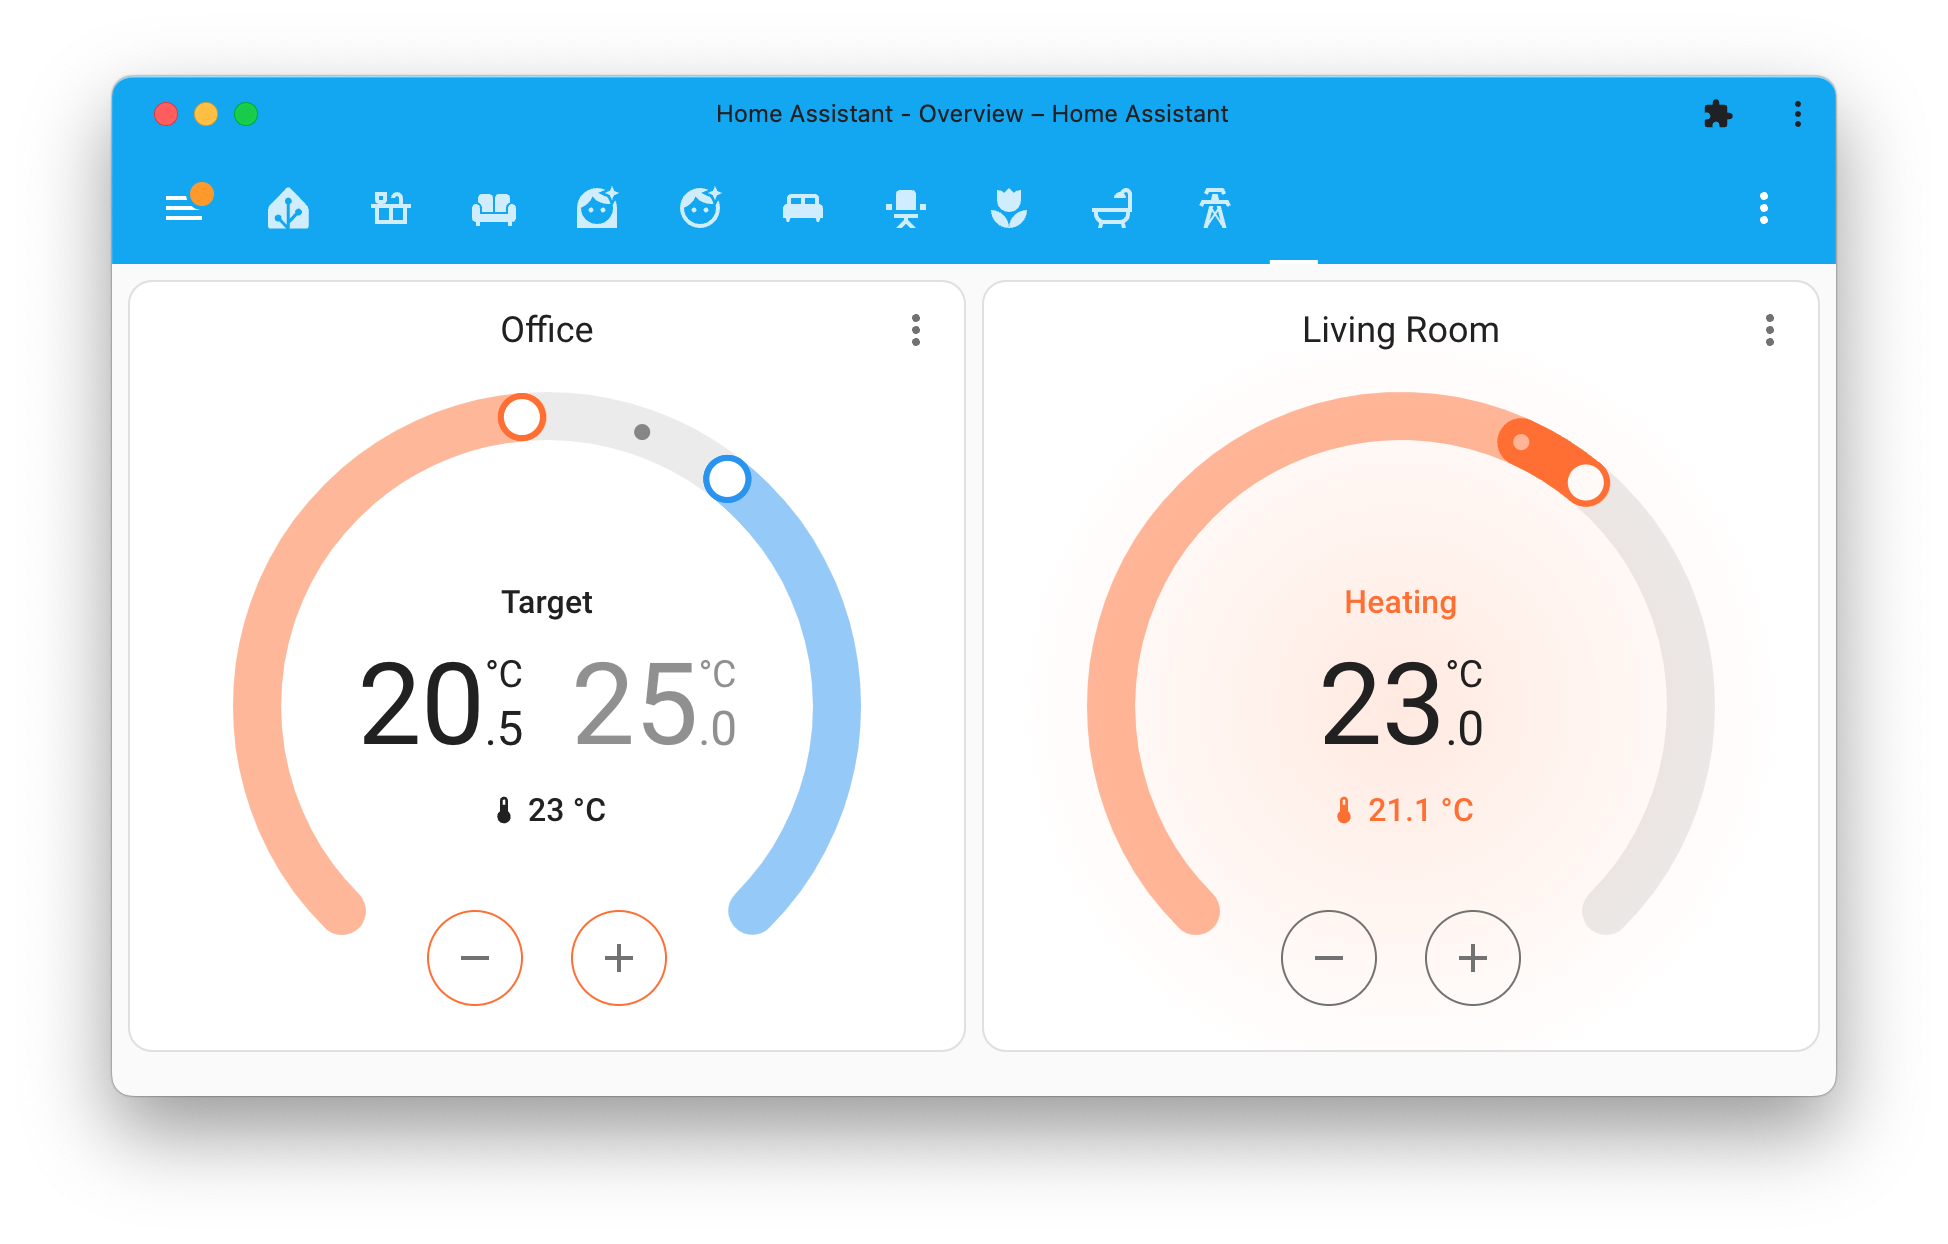 Home Assistant - Overview – Home Assistant
Office
Target
20.5 °C 25.0 °C
23 °C
Living Room
Heating
23.0 °C
21.1 °C